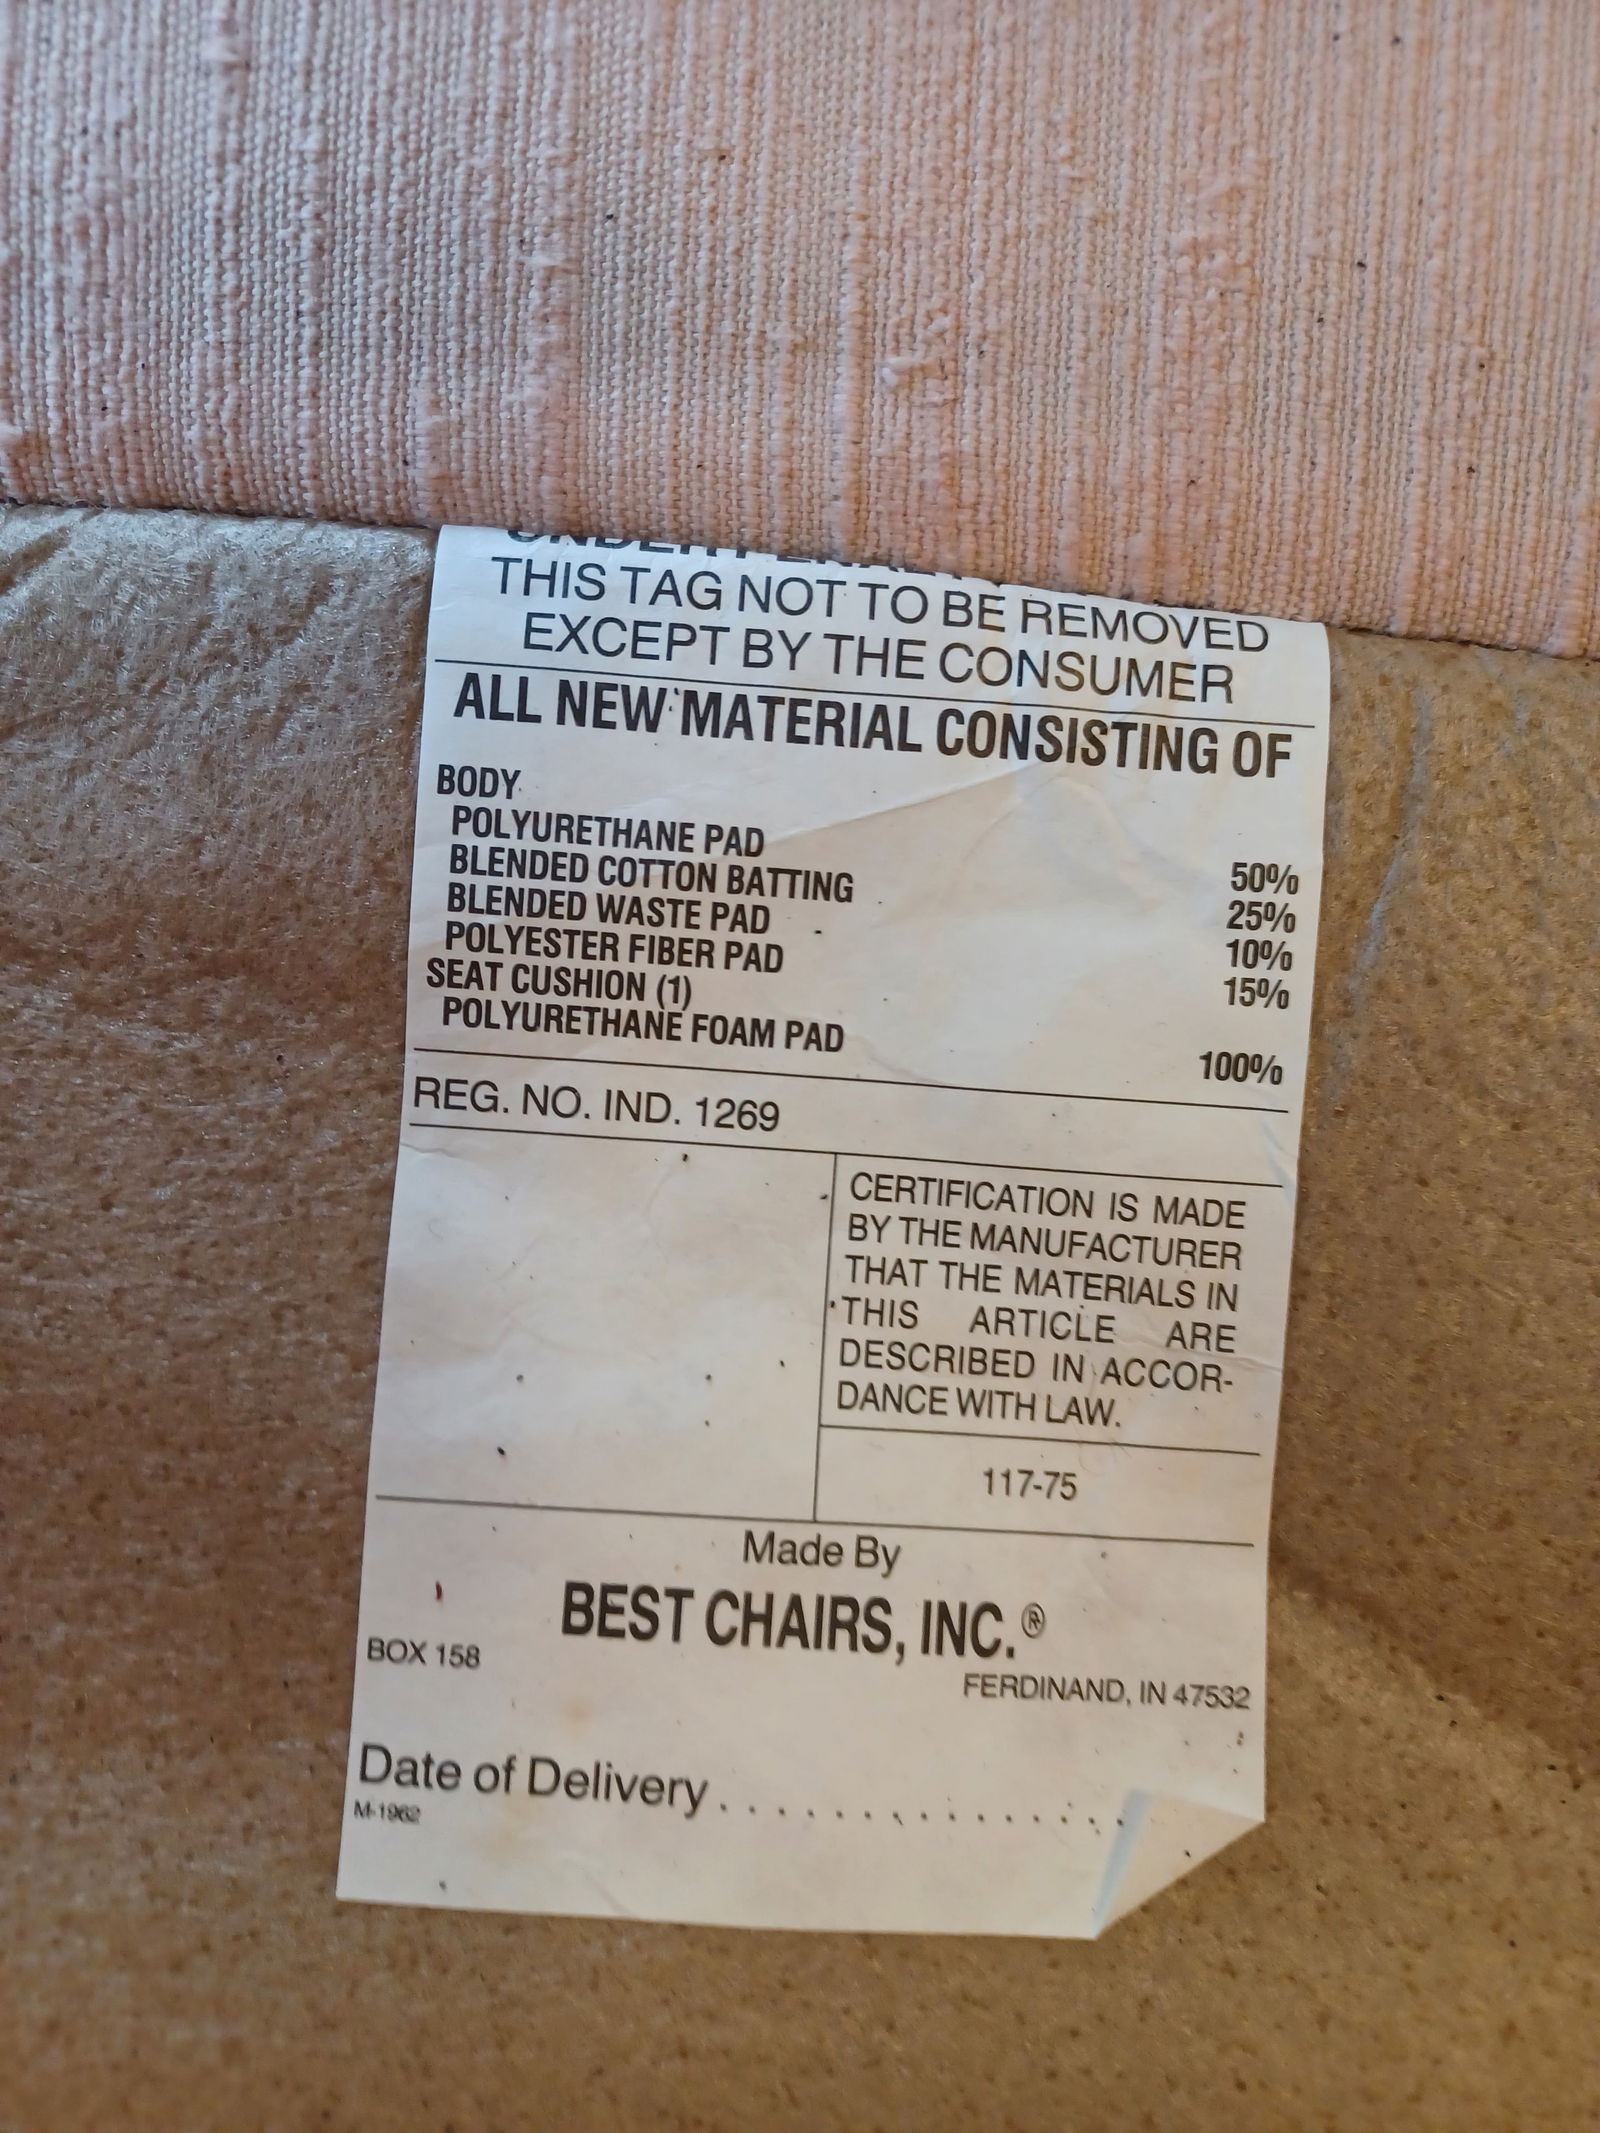 UNDER PENALTY
THIS TAG NOT TO BE REMOVED
EXCEPT BY THE CONSUMER
ALL NEW MATERIAL CONSISTING OF
BODY
POLYURETHANE PAD 50%
BLENDED COTTON BATTING 25%
BLENDED WASTE PAD 10%
POLYESTER FIBER PAD 15%
SEAT CUSHION (1)
POLYURETHANE FOAM PAD 100%
REG. NO. IND. 1269
CERTIFICATION IS MADE
BY THE MANUFACTURER
THAT THE MATERIALS IN
THIS ARTICLE ARE
DESCRIBED IN ACCOR-
DANCE WITH LAW.
117-75
Made By
BEST CHAIRS, INC.®
BOX 158
FERDINAND, IN 47532
Date of Delivery . . . . . . . . . . . . . . .
M-1962